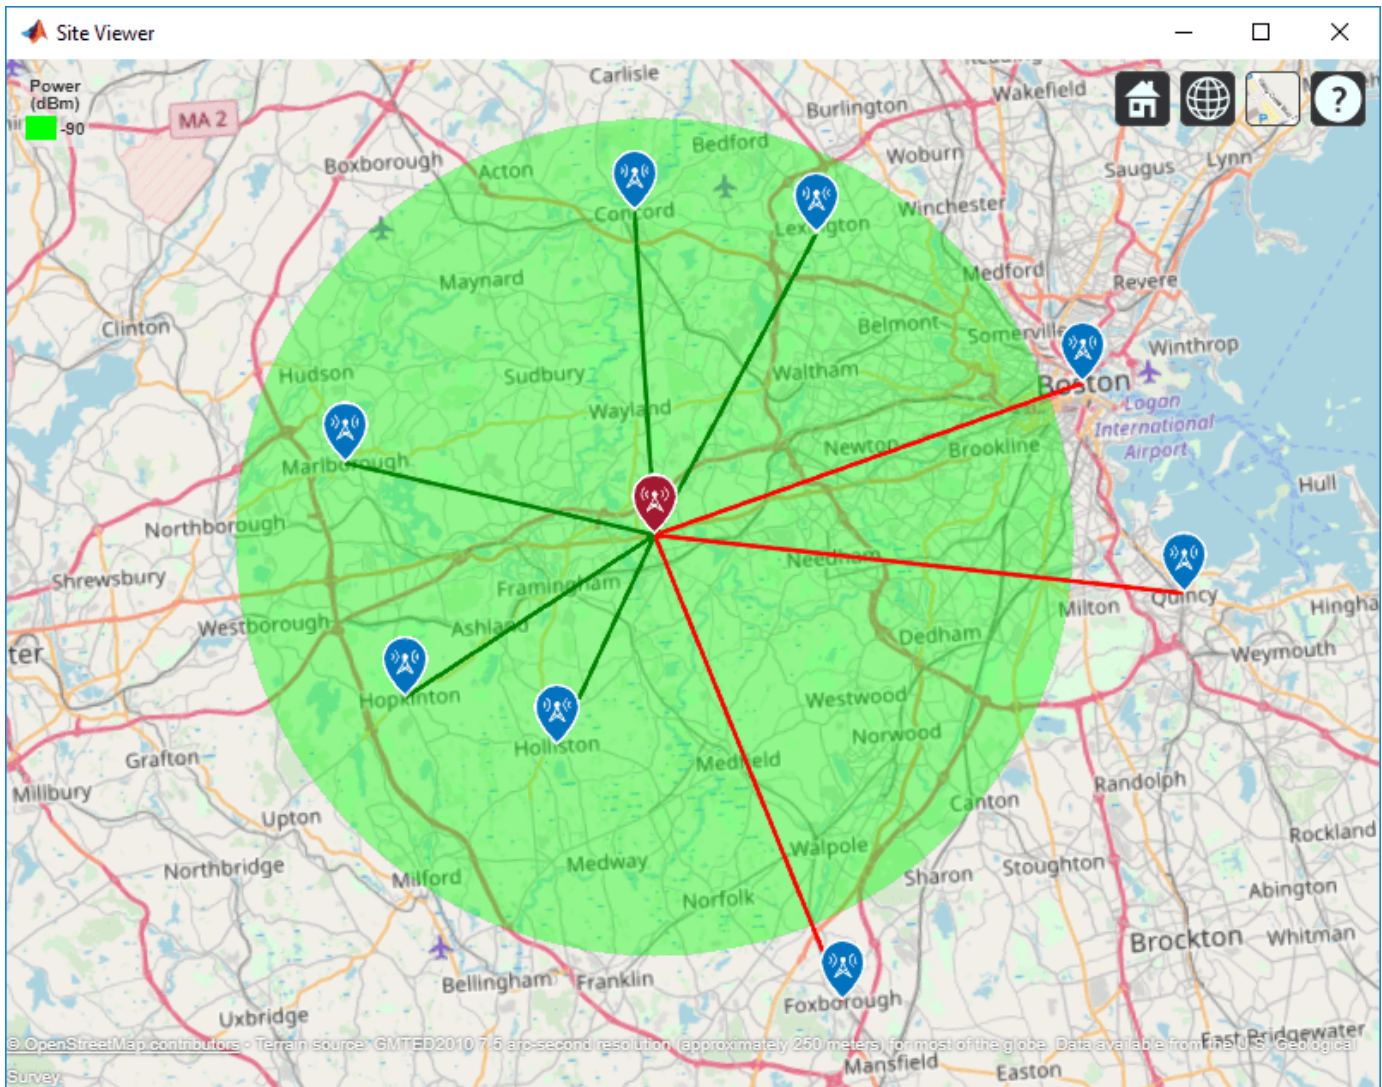 Site Viewer
Power
(dBm)
-90
MA 2
Carlisle
Wakefield
Burlington
Bedford
Woburn
Lynn
Saugus
Boxborough
Acton
Concord
Lexington
Winchester
Maynard
Medford
Revere
Clinton
Belmont
Somerville
Winthrop
Hudson
Sudbury
Waltham
Boston
Wayland
Logan
International
Airport
Newton
Brookline
Marlborough
Hull
Northborough
Needham
Shrewsbury
Framingham
Quincy
Milton
Hingha
Westborough
Ashland
Dedham
ter
Weymouth
Hopkinton
Westwood
Norwood
Holliston
Grafton
Medfield
Millbury
Randolph
Canton
Upton
Rockland
Walpole
Northbridge
Medway
Stoughton
Milford
Sharon
Abington
Norfolk
Brockton
Whitman
Bellingham
Franklin
Foxborough
Uxbridge
East Bridgewater
© OpenStreetMap contributors • Terrain source: GMTED2010 7.5 arc-second resolution (approximately 250 meters) for most of the globe. Data available from the U.S. Geological
Survey
Mansfield
Easton